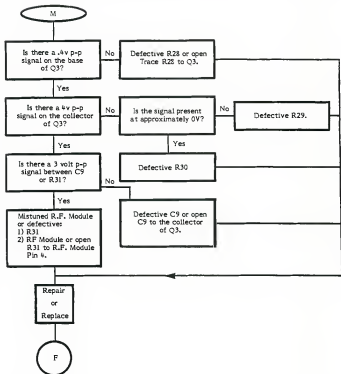 M
Is there a .4v p-p
signal on the base
of Q3?
No
Defective R28 or open
Trace R28 to Q3.
Yes
Is there a 4v p-p
signal on the collector
of Q3?
No
Is the signal present
at approximately 0V?
No
Defective R29.
Yes
Yes
Is there a 3 volt p-p
signal between C9
or R31?
No
Defective R30
Yes
Mistuned R.F. Module
or defective:
1) R31
2) RF Module or open
R31 to R.F. Module
Pin 4.
Defective C9 or open
C9 to the collector
of Q3.
Repair
or
Replace
F